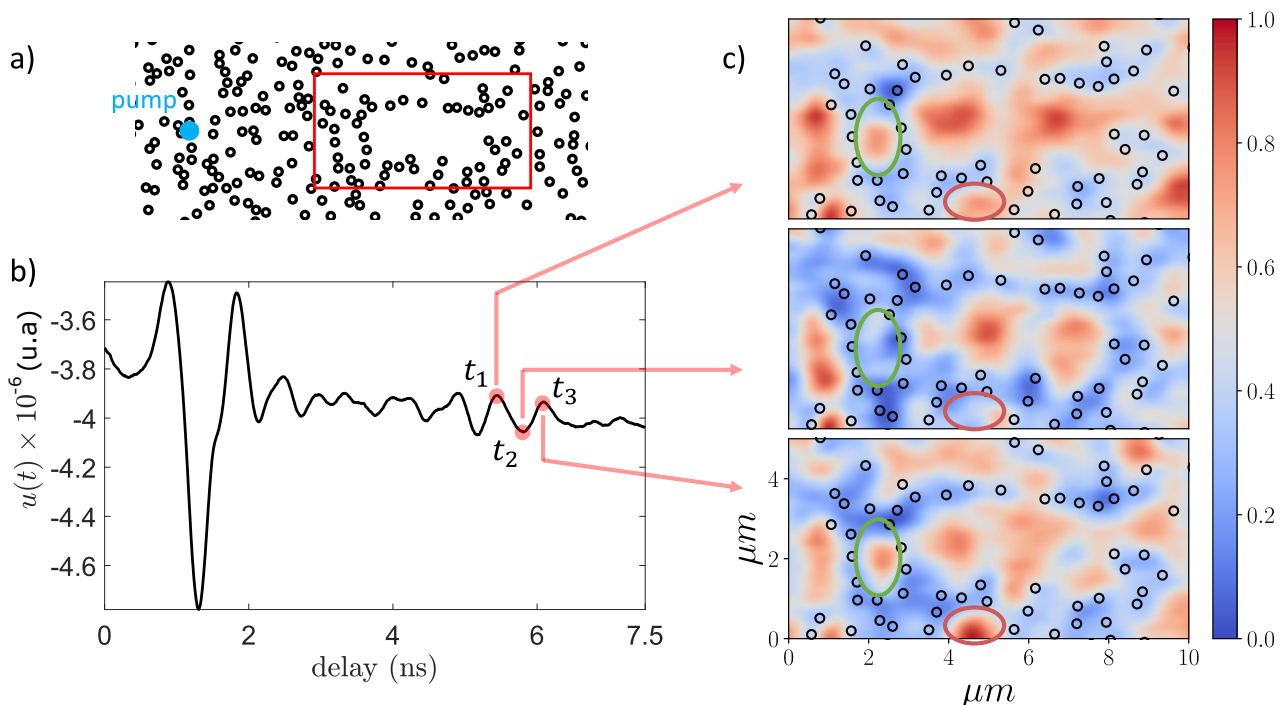 a)
pump
b)
u(t) × 10⁻⁶ (u.a)
-3.6
-3.8
-4
-4.2
-4.4
-4.6
t₁
t₂
t₃
0 2 4 6 7.5
delay (ns)
c)
4
2
0
μm
0 2 4 6 8 10
μm
1.0
0.8
0.6
0.4
0.2
0.0